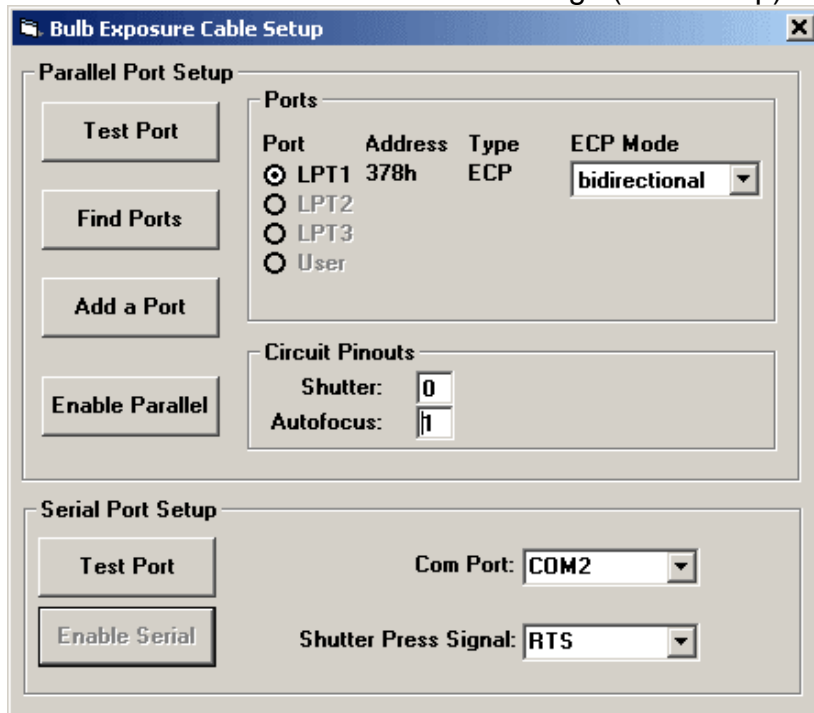 Bulb Exposure Cable Setup
Parallel Port Setup
Test Port
Find Ports
Add a Port
Enable Parallel
Ports
Port Address Type ECP Mode
LPT1 378h ECP bidirectional
LPT2
LPT3
User
Circuit Pinouts
Shutter: 0
Autofocus: 1
Serial Port Setup
Test Port
Com Port: COM2
Enable Serial
Shutter Press Signal: RTS